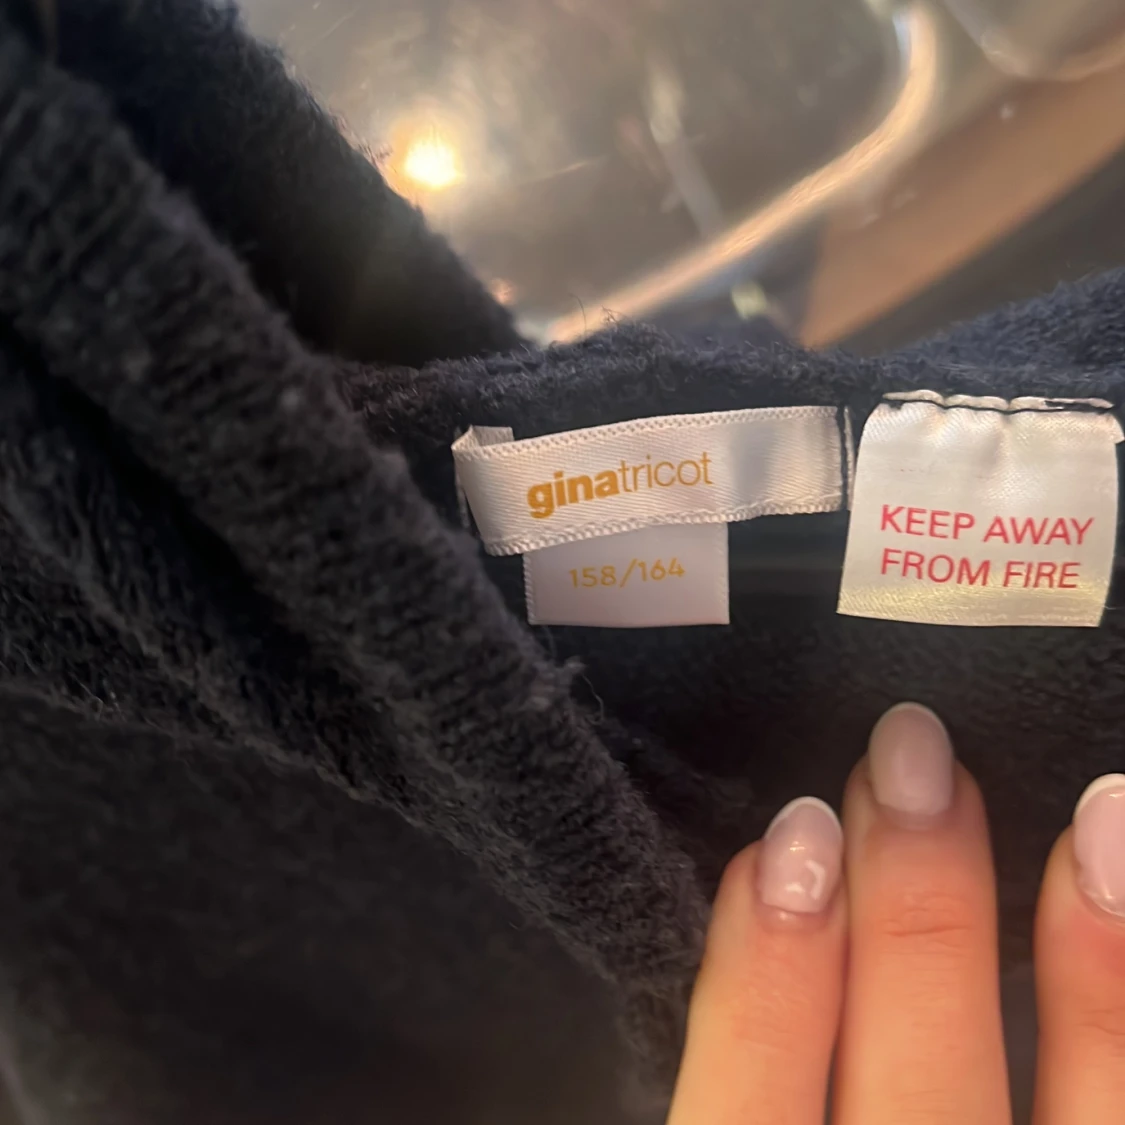 ginatricot
158/164
KEEP AWAY
FROM FIRE